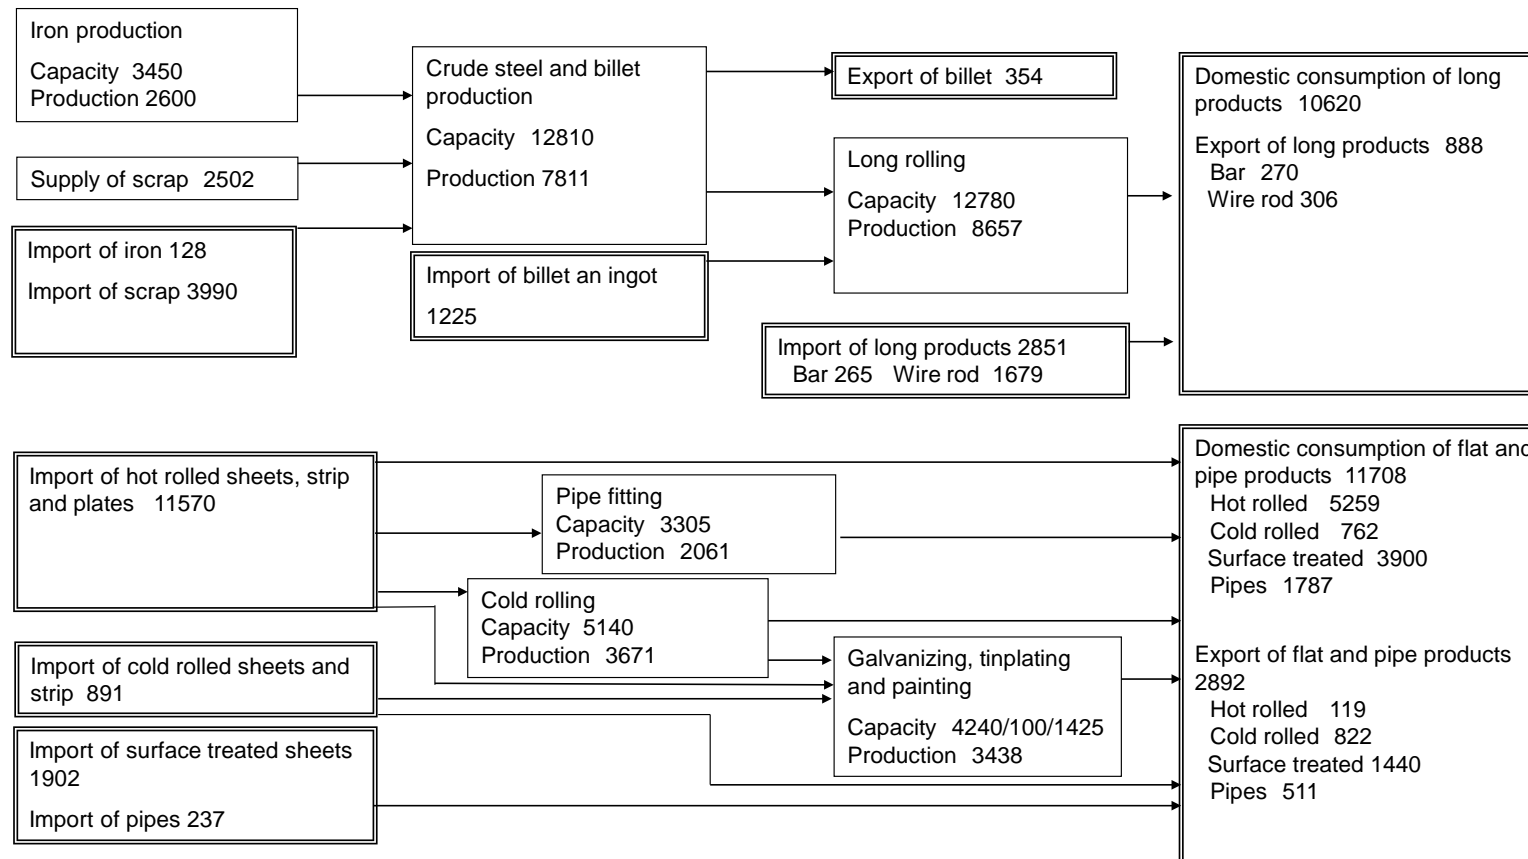 Iron production
Capacity 3450
Production 2600
Supply of scrap 2502
Import of iron 128
Import of scrap 3990
Crude steel and billet
production
Capacity 12810
Production 7811
Import of billet an ingot
1225
Export of billet 354
Long rolling
Capacity 12780
Production 8657
Import of long products 2851
Bar 265 Wire rod 1679
Domestic consumption of long
products 10620
Export of long products 888
Bar 270
Wire rod 306
Import of hot rolled sheets, strip
and plates 11570
Import of cold rolled sheets and
strip 891
Import of surface treated sheets
1902
Import of pipes 237
Pipe fitting
Capacity 3305
Production 2061
Cold rolling
Capacity 5140
Production 3671
Galvanizing, tinplating
and painting
Capacity 4240/100/1425
Production 3438
Domestic consumption of flat and
pipe products 11708
Hot rolled 5259
Cold rolled 762
Surface treated 3900
Pipes 1787
Export of flat and pipe products
2892
Hot rolled 119
Cold rolled 822
Surface treated 1440
Pipes 511